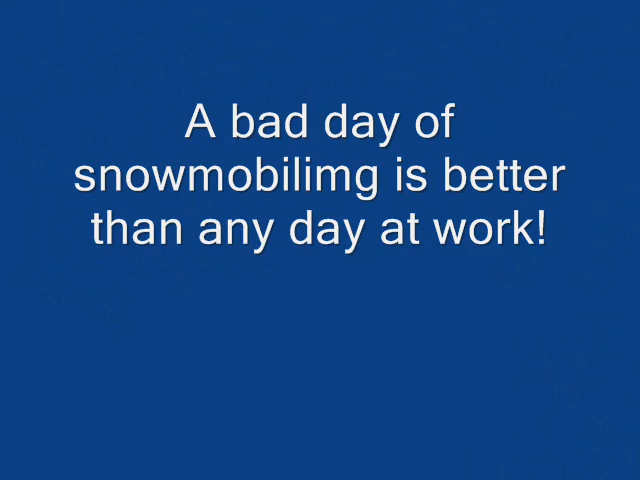 A bad day of
snowmobilimg is better
than any day at work!